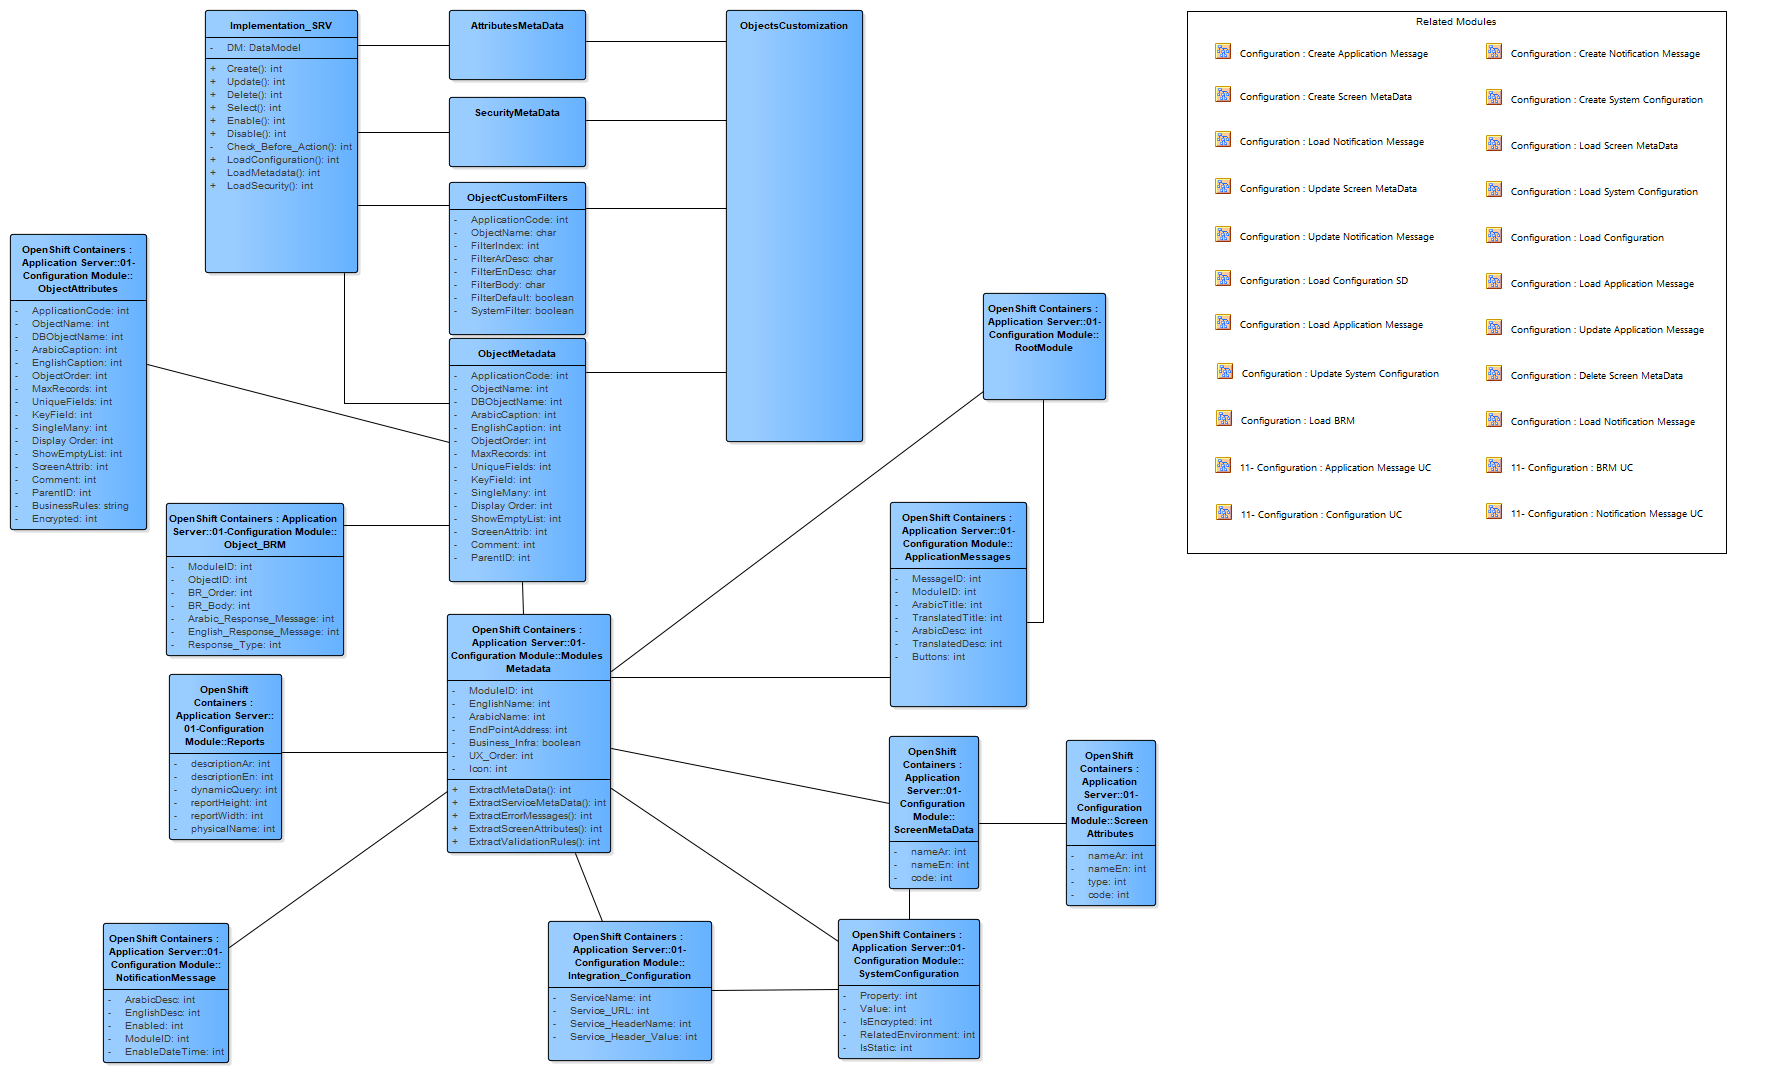 Implementation_SRV
- DM: DataModel
+ Create(): int
+ Update(): int
+ Delete(): int
+ Select(): int
+ Enable(): int
+ Disable(): int
- Check_Before_Action(): int
+ LoadConfiguration(): int
+ LoadMetadata(): int
+ LoadSecurity(): int
AttributesMetaData
SecurityMetaData
ObjectCustomFilters
- ApplicationCode: int
- ObjectName: char
- FilterIndex: int
- FilterArDesc: char
- FilterEnDesc: char
- FilterBody: char
- FilterDefault: boolean
- SystemFilter: boolean
ObjectsCustomization
OpenShift Containers :
Application Server::01-
Configuration Module::
ObjectAttributes
- ApplicationCode: int
- ObjectName: int
- DBObjectName: int
- ArabicCaption: int
- EnglishCaption: int
- ObjectOrder: int
- MaxRecords: int
- UniqueFields: int
- KeyField: int
- SingleMany: int
- Display Order: int
- ShowEmptyList: int
- ScreenAttrib: int
- Comment: int
- ParentID: int
- BusinessRules: string
- Encrypted: int
ObjectMetadata
- ApplicationCode: int
- ObjectName: int
- DBObjectName: int
- ArabicCaption: int
- EnglishCaption: int
- ObjectOrder: int
- MaxRecords: int
- UniqueFields: int
- KeyField: int
- SingleMany: int
- Display Order: int
- ShowEmptyList: int
- ScreenAttrib: int
- Comment: int
- ParentID: int
OpenShift Containers : Application
Server::01-Configuration Module::
Object_BRM
- ModuleID: int
- ObjectID: int
- BR_Order: int
- BR_Body: int
- Arabic_Response_Message: int
- English_Response_Message: int
- Response_Type: int
OpenShift Containers :
Application Server::01-
Configuration Module::
RootModule
OpenShift Containers :
Application Server::01-
Configuration Module::
ApplicationMessages
- MessageID: int
- ModuleID: int
- ArabicTitle: int
- TranslatedTitle: int
- ArabicDesc: int
- TranslatedDesc: int
- Buttons: int
OpenShift Containers :
Application Server::01-
Configuration Module::Modules
Metadata
- ModuleID: int
- EnglishName: int
- ArabicName: int
- EndPointAddress: int
- Business_Infra: boolean
- UX_Order: int
- Icon: int
+ ExtractMetaData(): int
+ ExtractServiceMetaData(): int
+ ExtractErrorMessages(): int
+ ExtractScreenAttributes(): int
+ ExtractValidationRules(): int
OpenShift
Containers :
Application Server::
01-Configuration
Module::Reports
- descriptionAr: int
- descriptionEn: int
- dynamicQuery: int
- reportHeight: int
- reportWidth: int
- physicalName: int
OpenShift
Containers :
Application
Server::01-
Configuration
Module::
ScreenMetaData
- nameAr: int
- nameEn: int
- code: int
OpenShift
Containers :
Application
Server::01-
Configuration
Module::Screen
Attributes
- nameAr: int
- nameEn: int
- type: int
- code: int
OpenShift Containers :
Application Server::01-
Configuration Module::
NotificationMessage
- ArabicDesc: int
- EnglishDesc: int
- Enabled: int
- ModuleID: int
- EnableDateTime: int
OpenShift Containers :
Application Server::01-
Configuration Module::
Integration_Configuration
- ServiceName: int
- Service_URL: int
- Service_HeaderName: int
- Service_Header_Value: int
OpenShift Containers :
Application Server::01-
Configuration Module::
SystemConfiguration
- Property: int
- Value: int
- IsEncrypted: int
- RelatedEnvironment: int
- IsStatic: int
Related Modules
Configuration : Create Application Message
Configuration : Create Notification Message
Configuration : Create Screen MetaData
Configuration : Create System Configuration
Configuration : Load Notification Message
Configuration : Load Screen MetaData
Configuration : Update Screen MetaData
Configuration : Load System Configuration
Configuration : Update Notification Message
Configuration : Load Configuration
Configuration : Load Configuration SD
Configuration : Load Application Message
Configuration : Load Application Message
Configuration : Update Application Message
Configuration : Update System Configuration
Configuration : Delete Screen MetaData
Configuration : Load BRM
Configuration : Load Notification Message
11- Configuration : Application Message UC
11- Configuration : BRM UC
11- Configuration : Configuration UC
11- Configuration : Notification Message UC